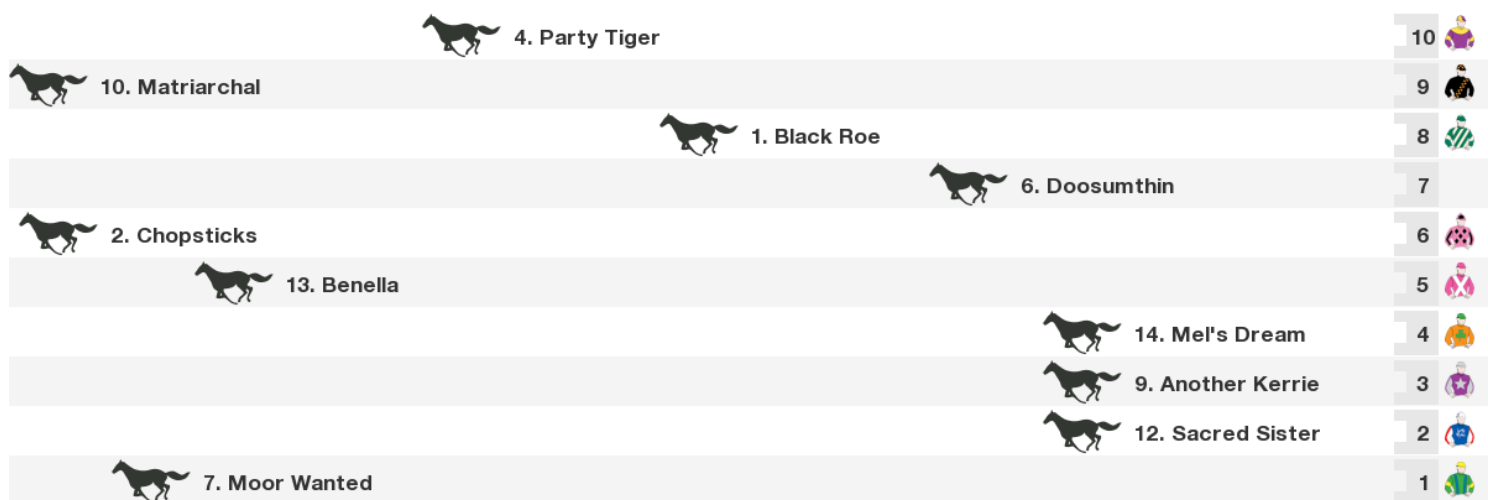 4. Party Tiger 10
10. Matriarchal 9
1. Black Roe 8
6. Doosumthin 7
2. Chopsticks 6
13. Benella 5
14. Mel's Dream 4
9. Another Kerrie 3
12. Sacred Sister 2
7. Moor Wanted 1